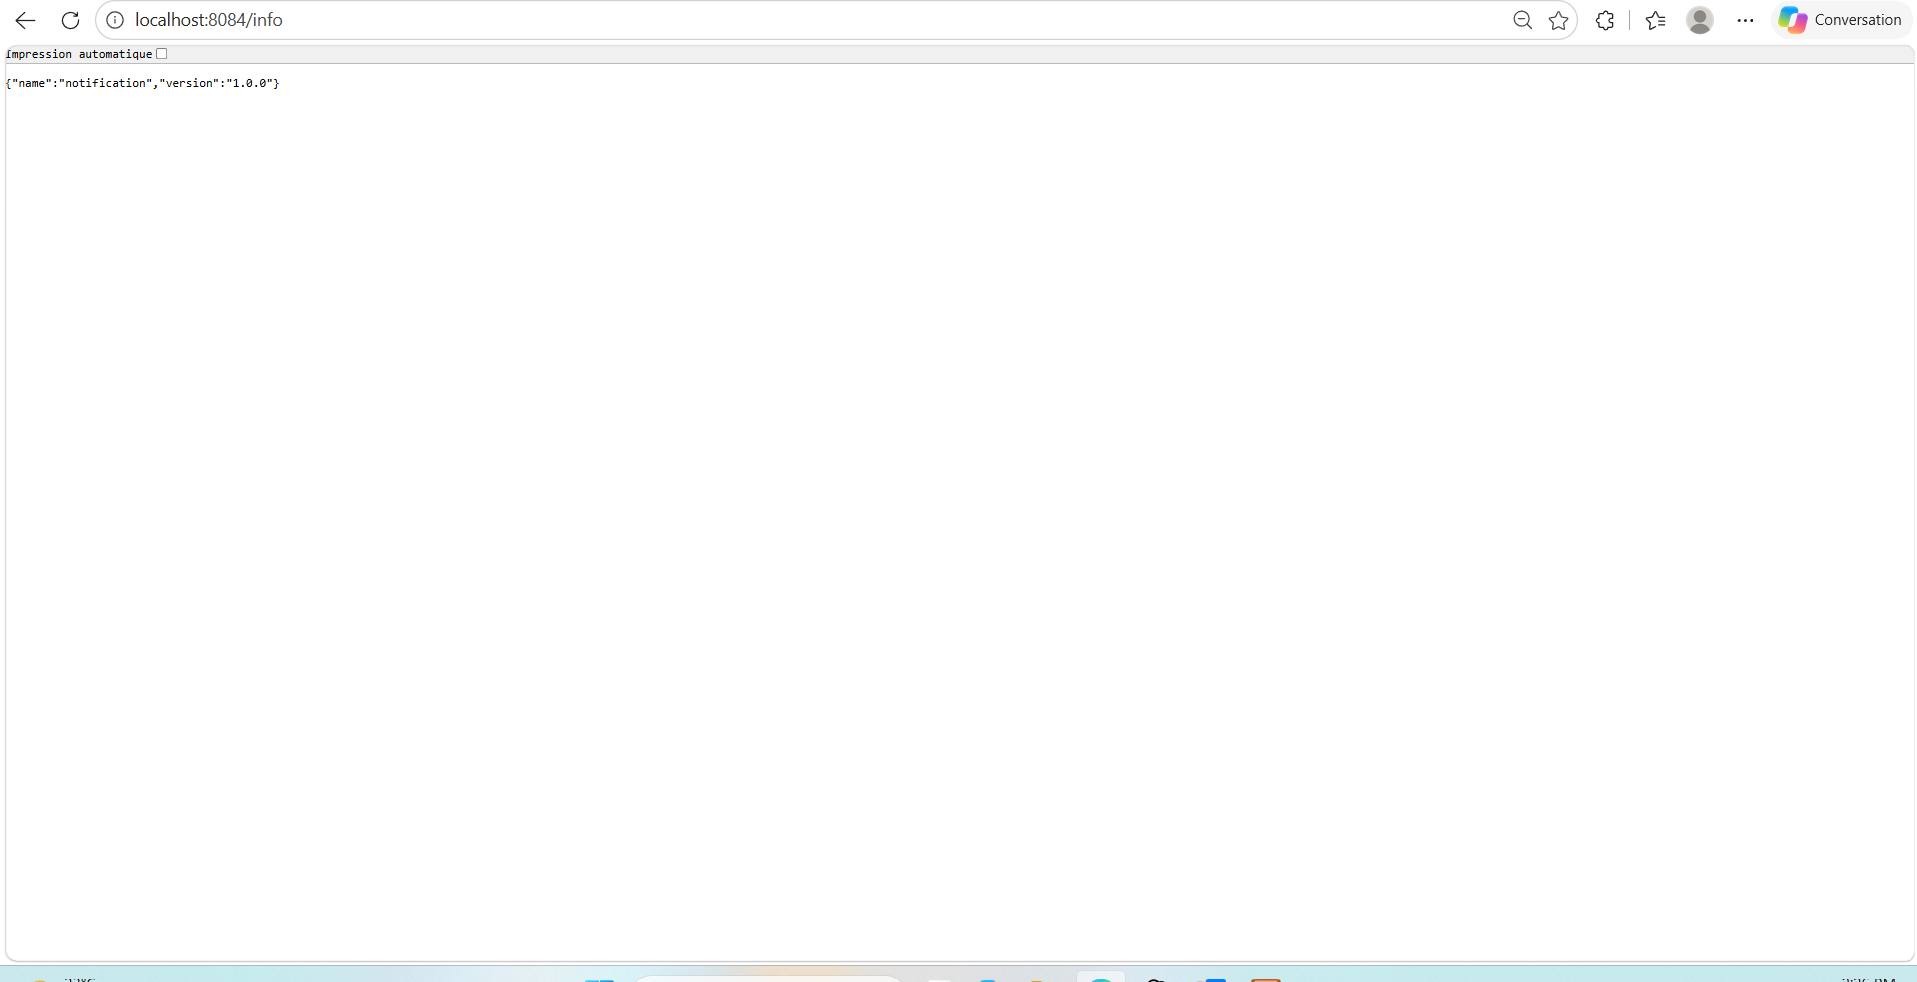 localhost:8084/info
Conversation
Impression automatique
{"name":"notification","version":"1.0.0"}